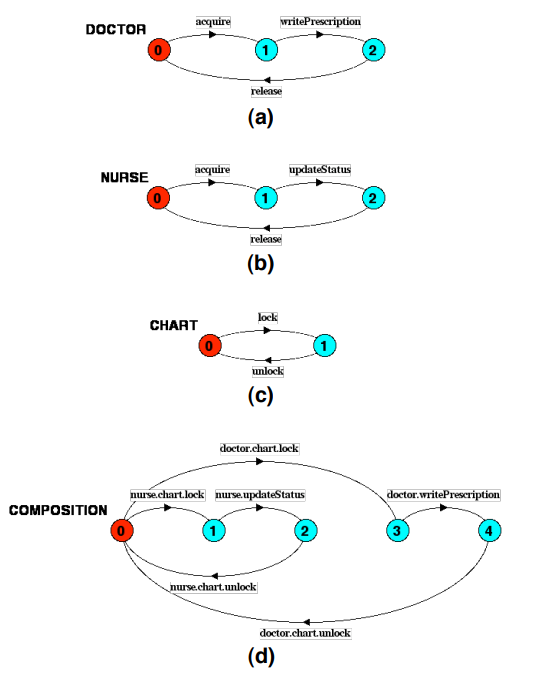 acquire writePrescription
DOCTOR
0 1 2
release
(a)
acquire updateStatus
NURSE
0 1 2
release
(b)
lock
CHART
0 1
unlock
(c)
doctor.chart.lock
nurse.chart.lock nurse.updateStatus doctor.writePrescription
COMPOSITION
0 1 2 3 4
nurse.chart.unlock
doctor.chart.unlock
(d)